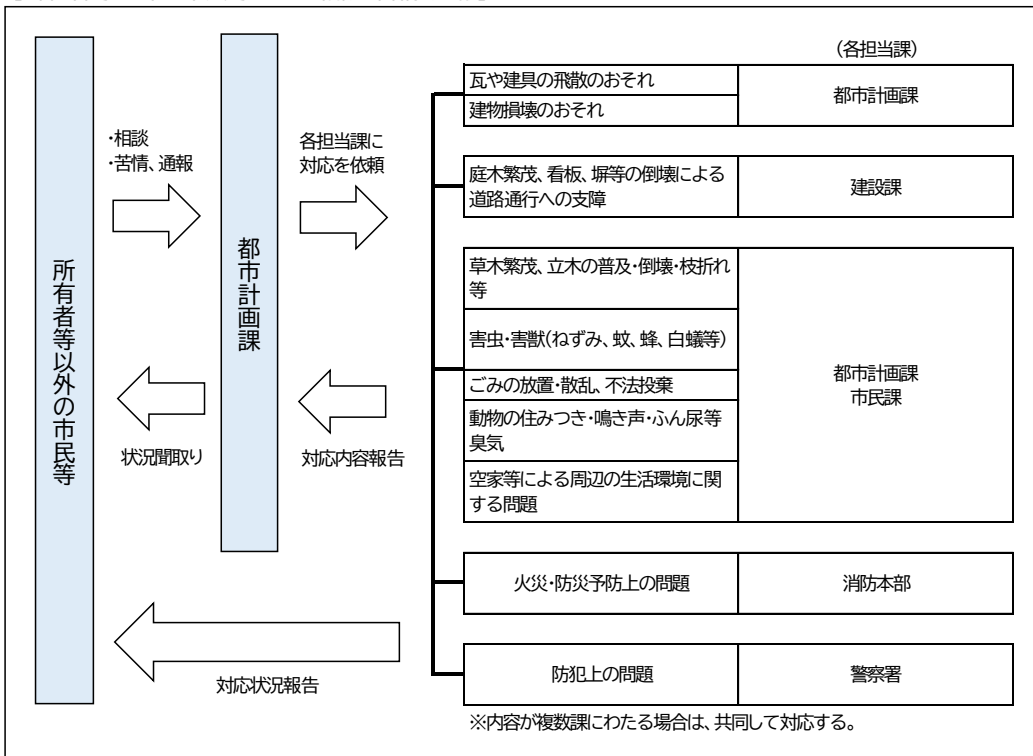 (各担当課)
瓦や建具の飛散のおそれ
建物損壊のおそれ
都市計画課
・相談
・苦情、通報
各担当課に
対応を依頼
庭木繁茂、看板、塀等の倒壊による
道路通行への支障
建設課
所有者等以外の市民等
都市計画課
草木繁茂、立木の普及・倒壊・枝折れ
等
害虫・害獣(ねずみ、蚊、蜂、白蟻等)
ごみの放置・散乱、不法投棄
動物の住みつき・鳴き声・ふん尿等
臭気
空家等による周辺の生活環境に関
する問題
都市計画課
市民課
状況聞取り
対応内容報告
火災・防災予防上の問題
消防本部
対応状況報告
防犯上の問題
警察署
※内容が複数課にわたる場合は、共同して対応する。